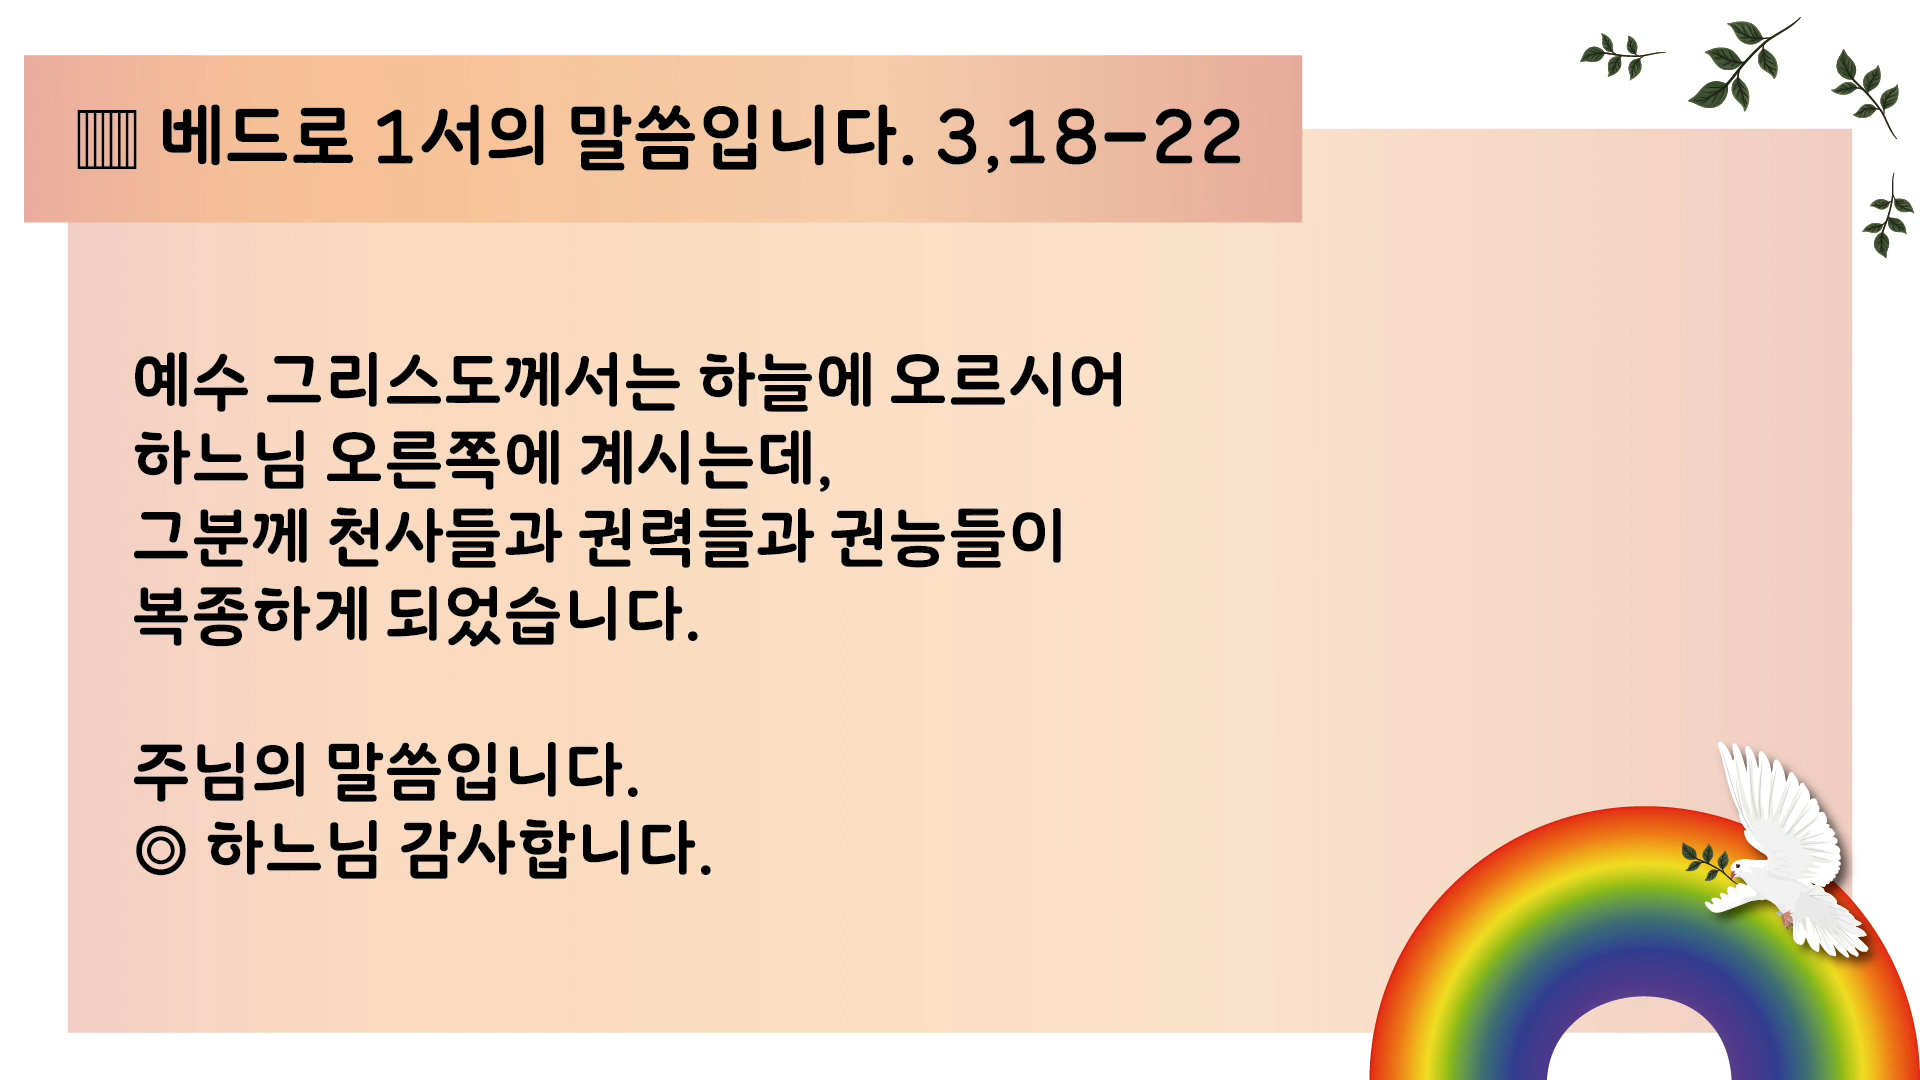 ▥ 베드로 1서의 말씀입니다. 3,18-22
예수 그리스도께서는 하늘에 오르시어
하느님 오른쪽에 계시는데,
그분께 천사들과 권력들과 권능들이
복종하게 되었습니다.
주님의 말씀입니다.
◎ 하느님 감사합니다.